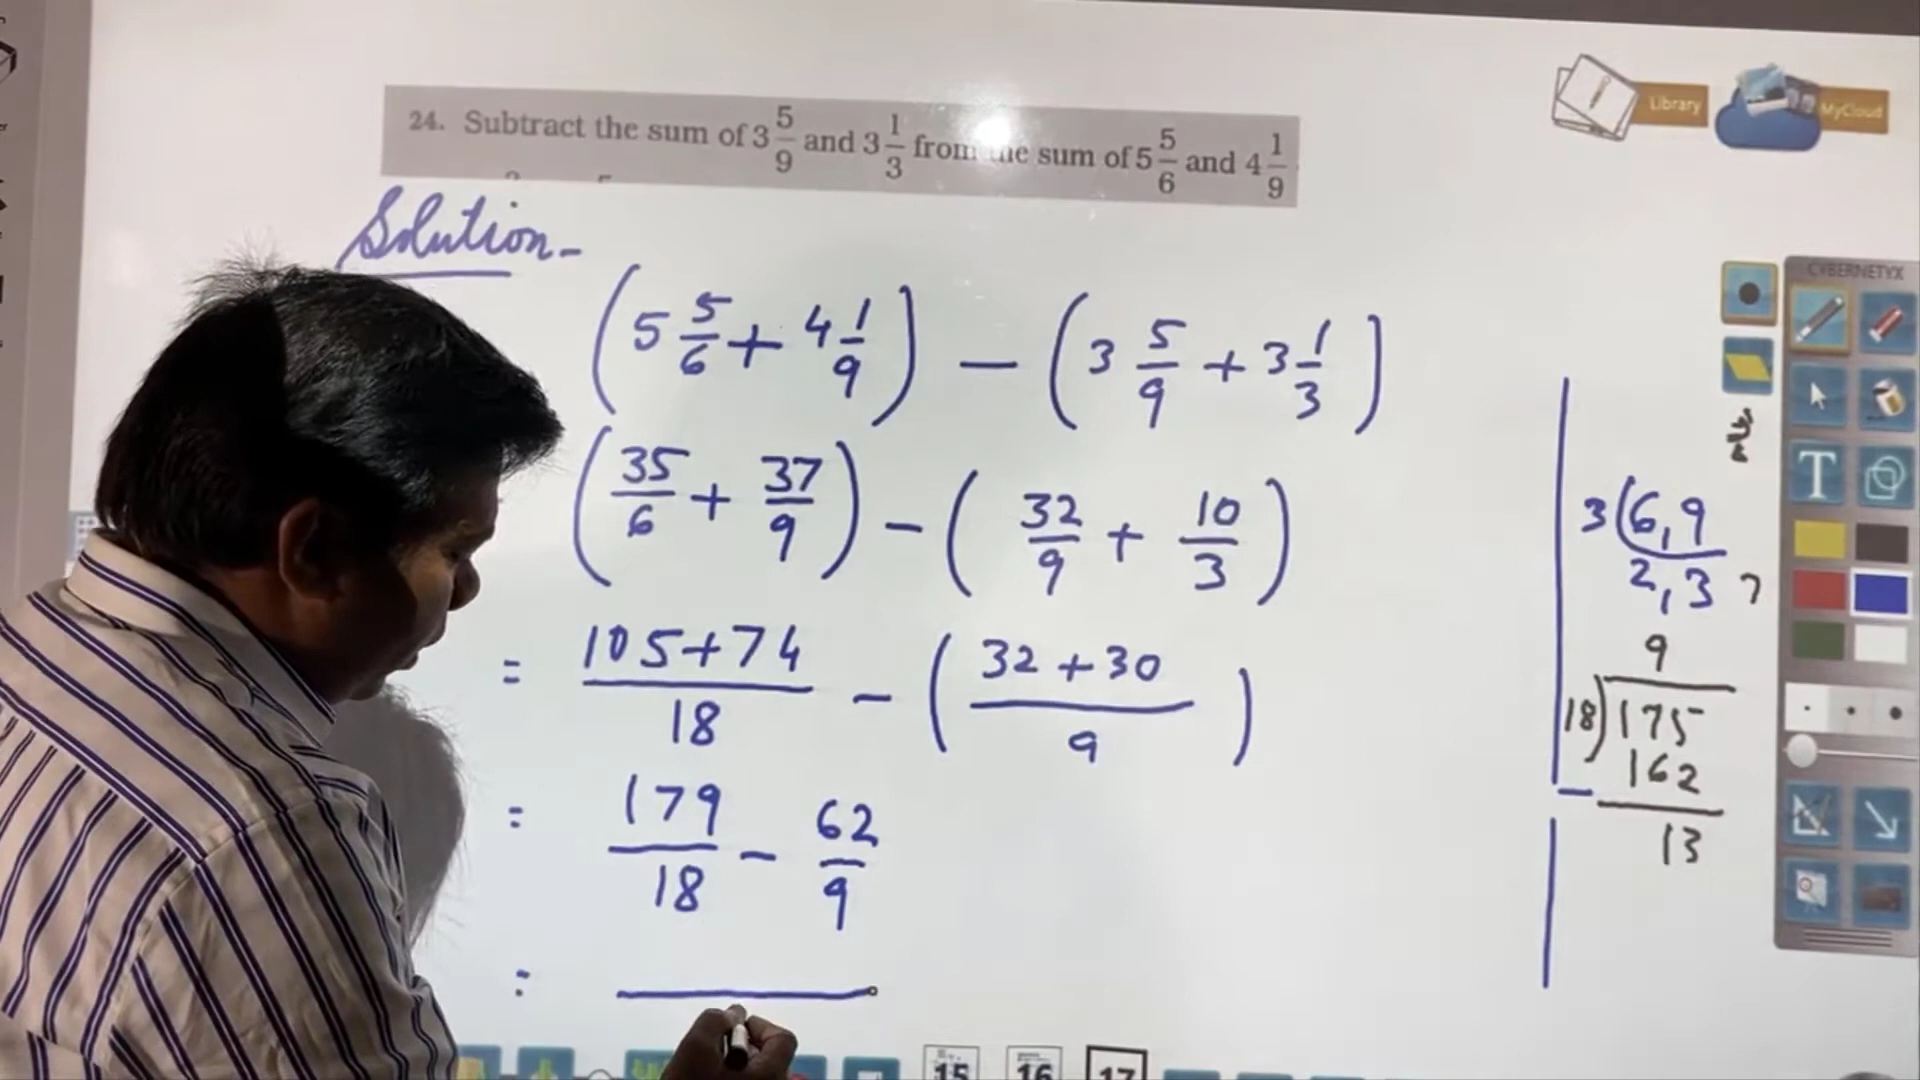 24. Subtract the sum of 3 5/9 and 3 1/3 from the sum of 5 5/6 and 4 1/9
Library
MyCloud
Solution-
(5 5/6 + 4 1/9) - (3 5/9 + 3 1/3)
(35/6 + 37/9) - (32/9 + 10/3)
= 105+74/18 - (32+30/9)
= 179/18 - 62/9
=
3(6,9
2,3
9
18)175
162
13
CYBERNETYX
T
15 16 17